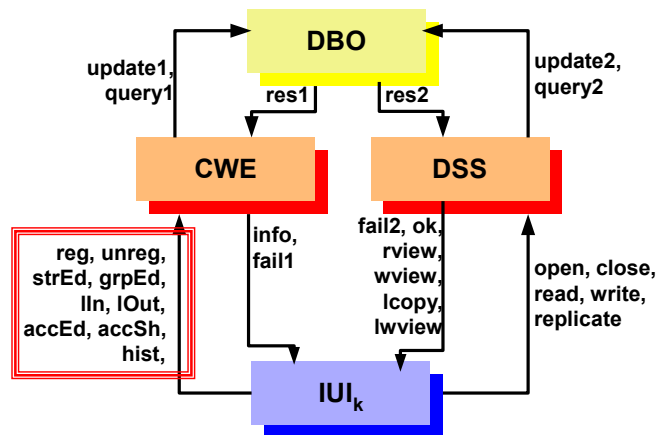 DBO
update1,
query1
update2,
query2
res1
res2
CWE
DSS
reg, unreg,
strEd, grpEd,
lIn, lOut,
accEd, accSh,
hist,
info,
fail1
fail2, ok,
rview,
wview,
lcopy,
lwview
open, close,
read, write,
replicate
IUIk